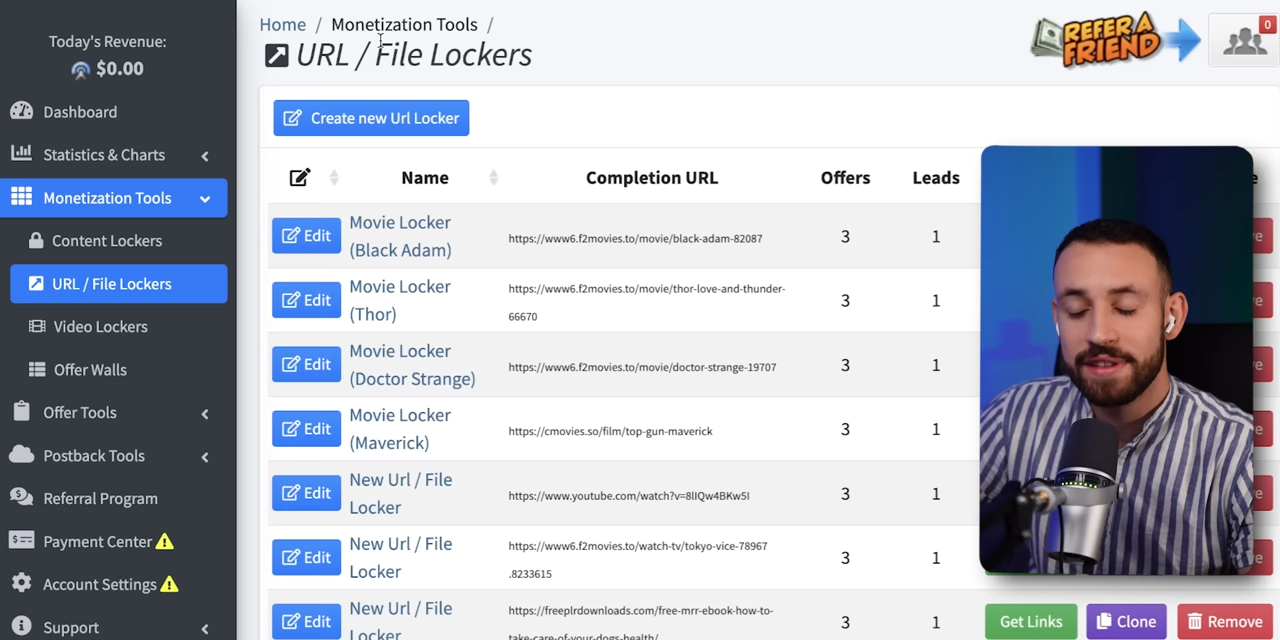 Today's Revenue:
$0.00
Dashboard
Statistics & Charts
Monetization Tools
Content Lockers
URL / File Lockers
Video Lockers
Offer Walls
Offer Tools
Postback Tools
Referral Program
Payment Center
Account Settings
Support
Home / Monetization Tools /
URL / File Lockers
REFER A
FRIEND
0
Create new Url Locker
Name Completion URL Offers Leads
Edit Movie Locker
(Black Adam)
https://www6.f2movies.to/movie/black-adam-82087 3 1
Edit Movie Locker
(Thor)
https://www6.f2movies.to/movie/thor-love-and-thunder-
66670
3 1
Edit Movie Locker
(Doctor Strange)
https://www6.f2movies.to/movie/doctor-strange-19707 3 1
Edit Movie Locker
(Maverick)
https://cmovies.so/film/top-gun-maverick 3 1
Edit New Url / File
Locker
3 1
Edit New Url / File
Locker
https://www6.f2movies.to/watch-tv/tokyo-vice-78967
.8233615
3 1
Edit New Url / File
Locker
https://freeplrdownloads.com/free-mrr-ebook-how-to-
take-care-of-your-dogs-health/
3 1 Get Links Clone Remove